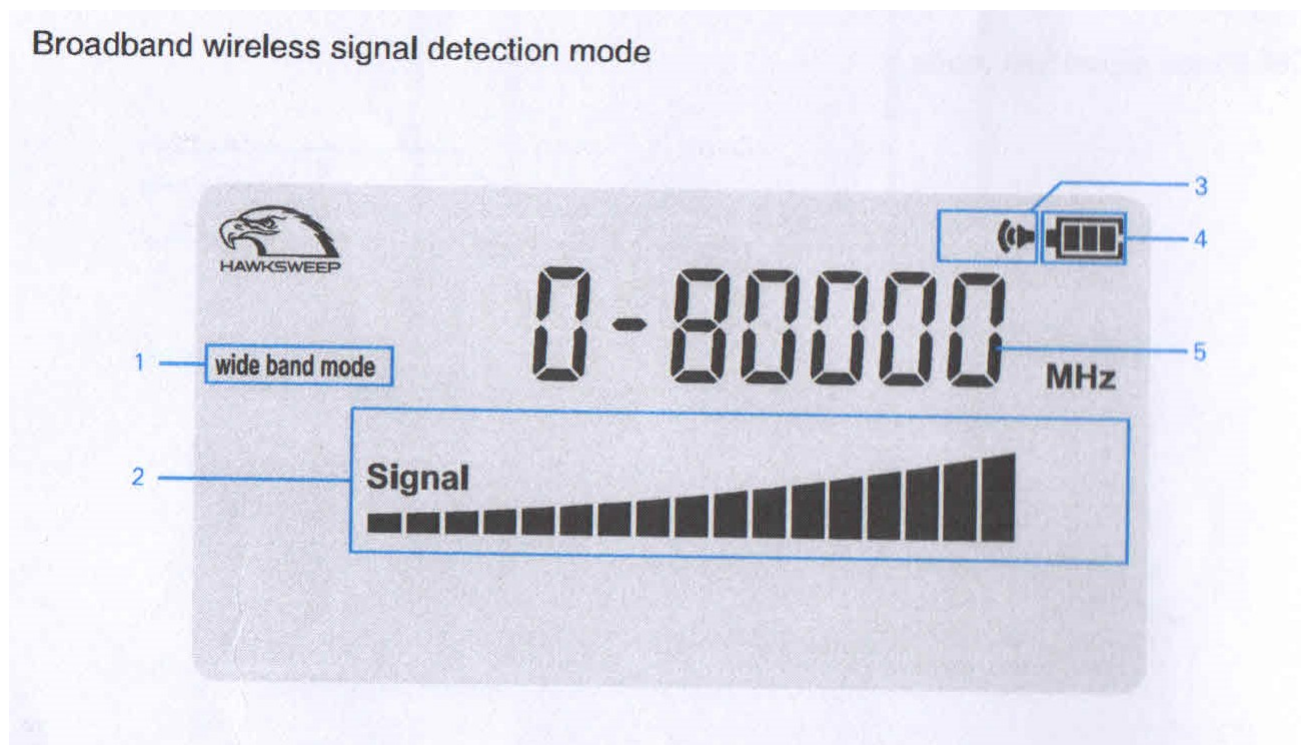 Broadband wireless signal detection mode
3
HAWKSWEEP
4
0-80000
5
1
wide band mode
MHz
2
Signal